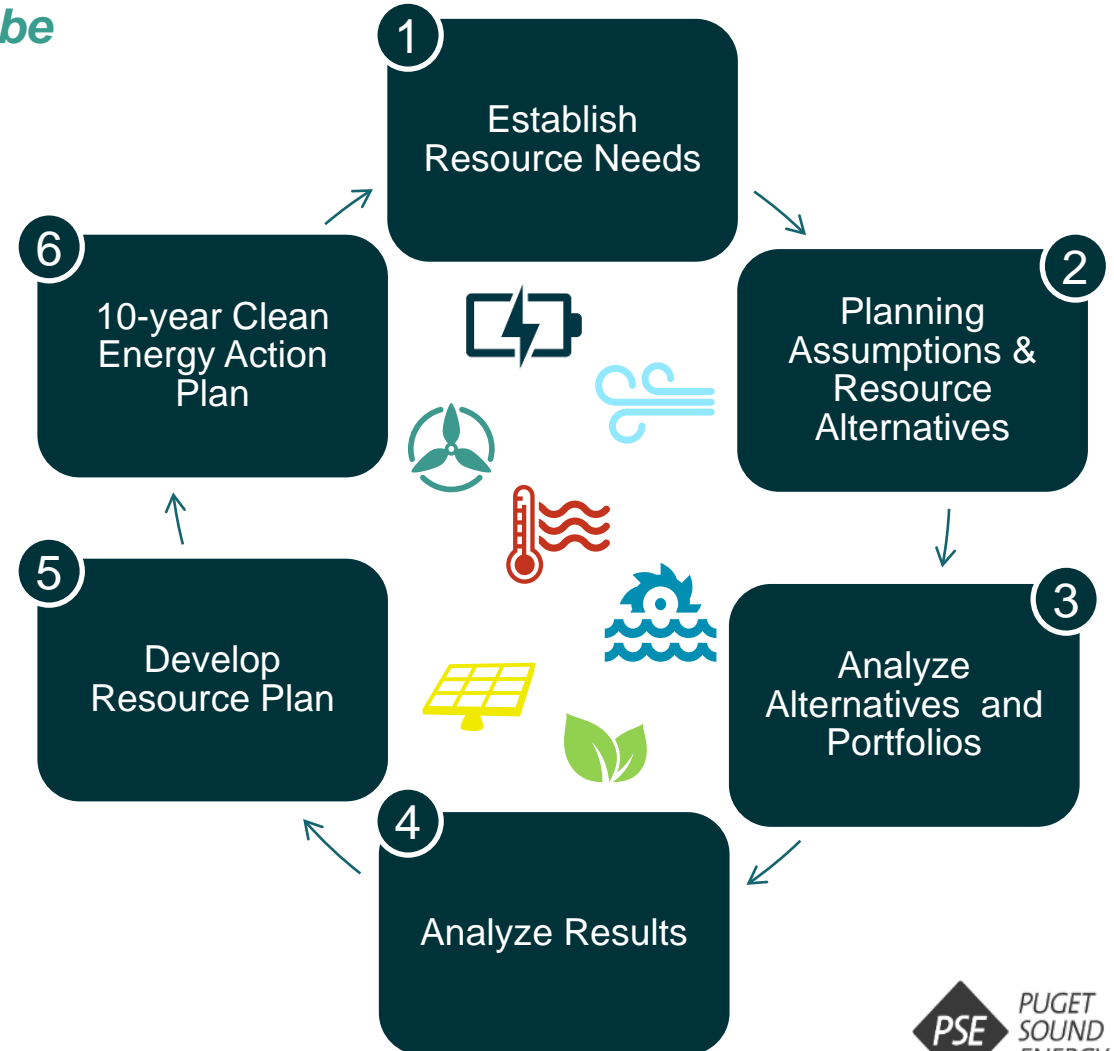 be
1
Establish
Resource Needs
2
Planning
Assumptions &
Resource
Alternatives
3
Analyze
Alternatives and
Portfolios
4
Analyze Results
5
Develop
Resource Plan
6
10-year Clean
Energy Action
Plan
PSE
PUGET
SOUND
ENERGY